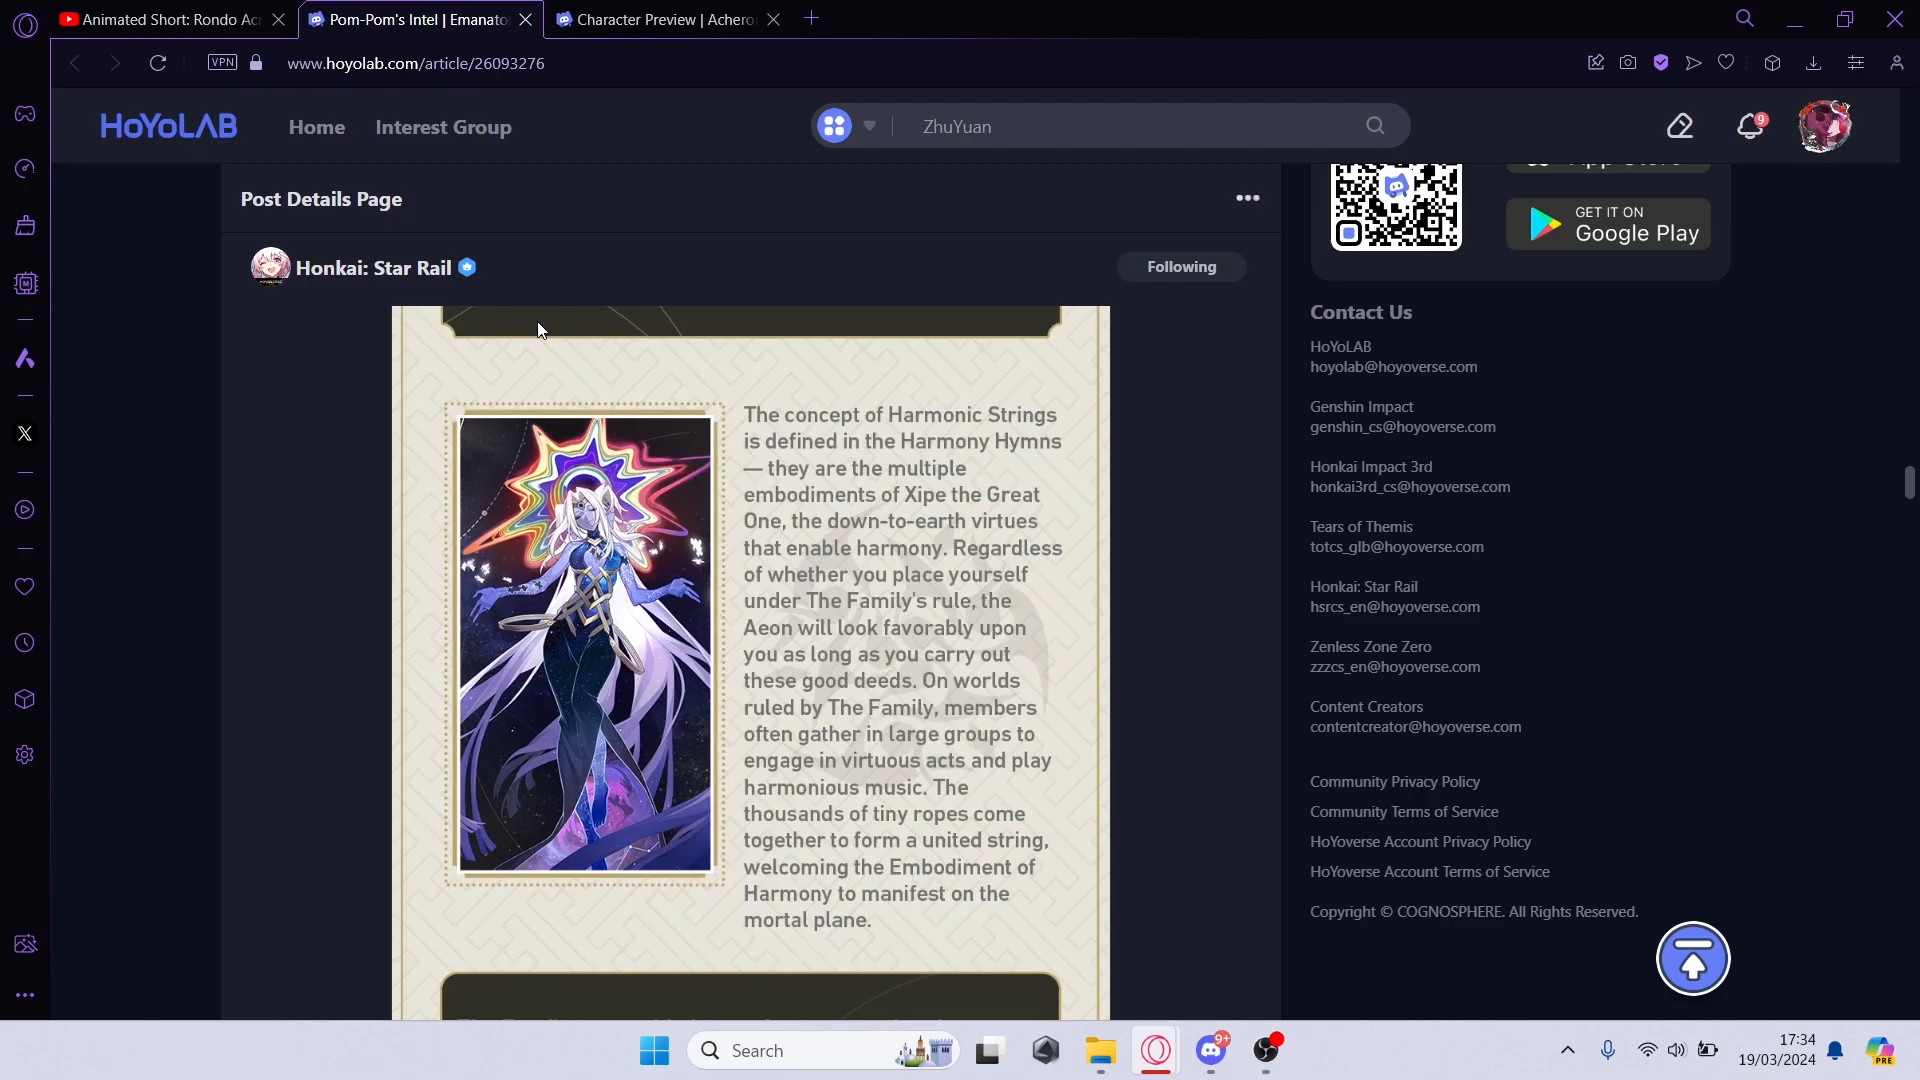 Animated Short: Rondo Ac
Pom-Pom's Intel | Emanato
Character Preview | Achero
VPN
www.hoyolab.com/article/26093276
HoYoLAB
Home
Interest Group
ZhuYuan
9
Post Details Page
Honkai: Star Rail
Following
The concept of Harmonic Strings
is defined in the Harmony Hymns
— they are the multiple
embodiments of Xipe the Great
One, the down-to-earth virtues
that enable harmony. Regardless
of whether you place yourself
under The Family's rule, the
Aeon will look favorably upon
you as long as you carry out
these good deeds. On worlds
ruled by The Family, members
often gather in large groups to
engage in virtuous acts and play
harmonious music. The
thousands of tiny ropes come
together to form a united string,
welcoming the Embodiment of
Harmony to manifest on the
mortal plane.
App Store
GET IT ON
Google Play
Contact Us
HoYoLAB
hoyolab@hoyoverse.com
Genshin Impact
genshin_cs@hoyoverse.com
Honkai Impact 3rd
honkai3rd_cs@hoyoverse.com
Tears of Themis
totcs_glb@hoyoverse.com
Honkai: Star Rail
hsrcs_en@hoyoverse.com
Zenless Zone Zero
zzzcs_en@hoyoverse.com
Content Creators
contentcreator@hoyoverse.com
Community Privacy Policy
Community Terms of Service
HoYoverse Account Privacy Policy
HoYoverse Account Terms of Service
Copyright © COGNOSPHERE. All Rights Reserved.
Search
9+
17:34
19/03/2024
PRE